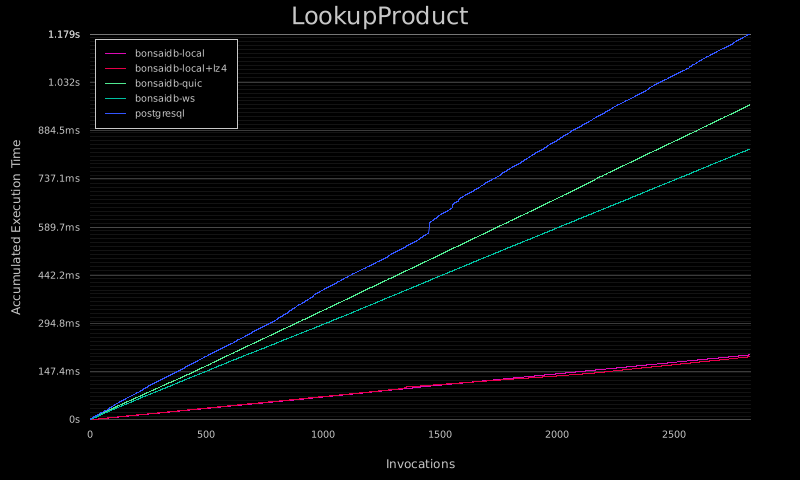 LookupProduct
1.179s
1.032s
884.5ms
737.1ms
589.7ms
442.2ms
294.8ms
147.4ms
0s
Accumulated Execution Time
bonsaidb-local
bonsaidb-local+lz4
bonsaidb-quic
bonsaidb-ws
postgresql
0 500 1000 1500 2000 2500
Invocations